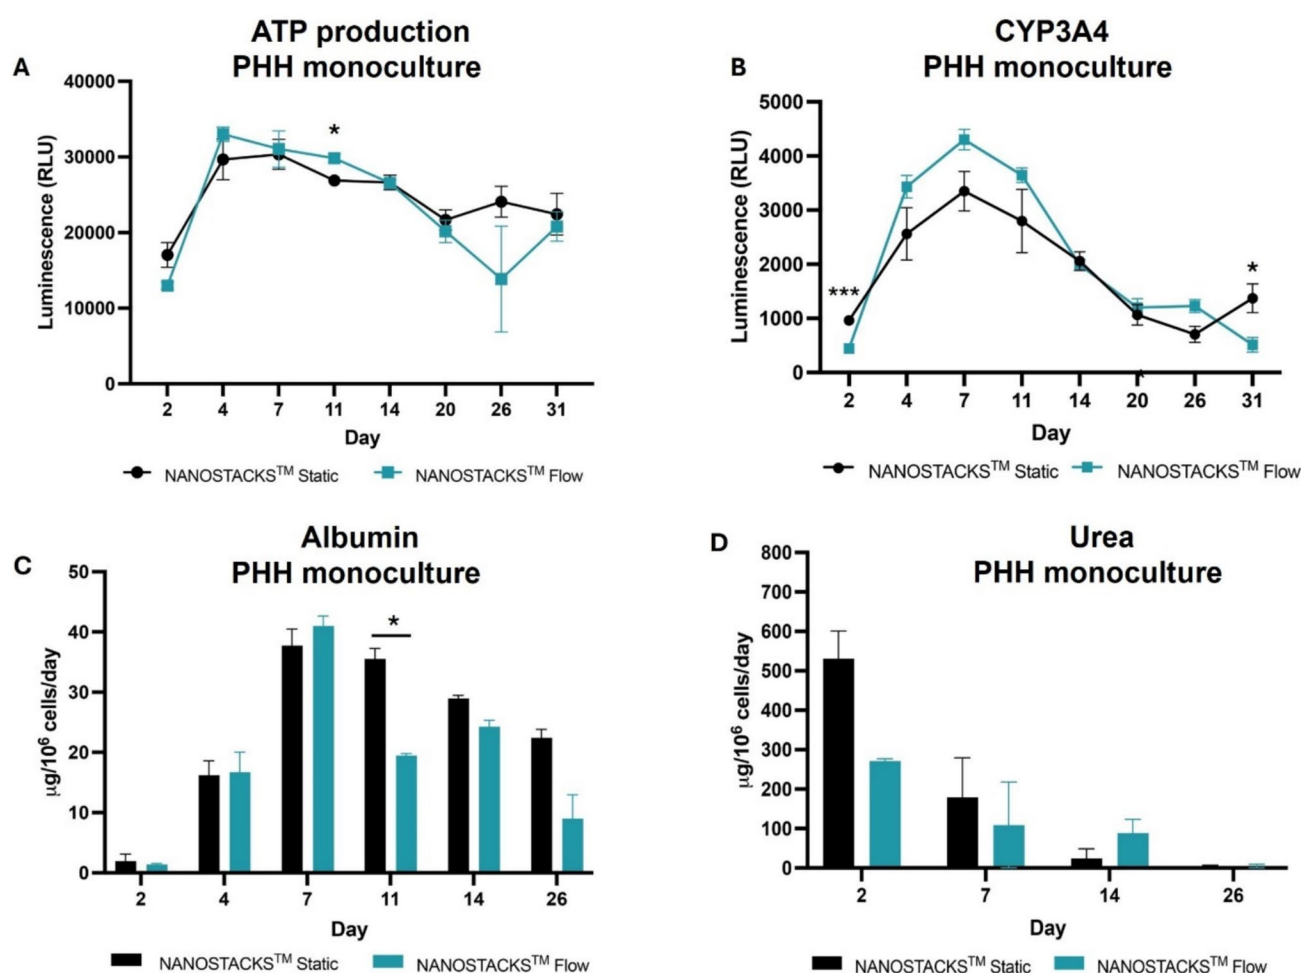 A
ATP production
PHH monoculture
Luminescence (RLU)
40000
30000
20000
10000
0
*
2 4 7 11 14 20 26 31
Day
NANOSTACKS™ Static NANOSTACKS™ Flow
B
CYP3A4
PHH monoculture
Luminescence (RLU)
5000
4000
3000
2000
1000
0
***
*
2 4 7 11 14 20 26 31
Day
NANOSTACKS™ Static NANOSTACKS™ Flow
C
Albumin
PHH monoculture
µg/10⁶ cells/day
50
40
30
20
10
0
*
2 4 7 11 14 26
Day
NANOSTACKS™ Static NANOSTACKS™ Flow
D
Urea
PHH monoculture
µg/10⁶ cells/day
800
700
600
500
400
300
200
100
0
2 7 14 26
Day
NANOSTACKS™ Static NANOSTACKS™ Flow